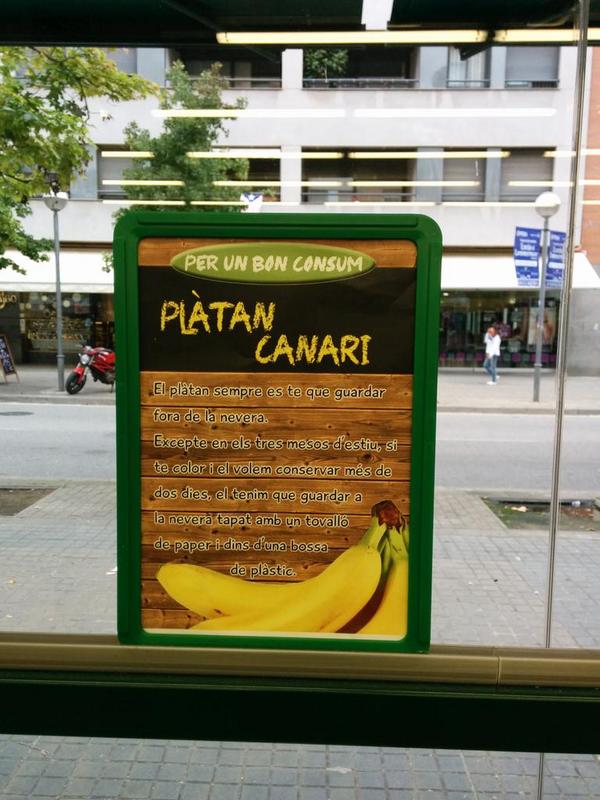 PER UN BON CONSUM
PLÀTAN
CANARI
El plàtan sempre es te que guardar
fora de la nevera.
Excepte en els tres mesos d'estiu, si
te color i el volem conservar més de
dos dies, el tenim que guardar a
la nevera tapat amb un tovalló
de paper i dins d'una bossa
de plàstic.